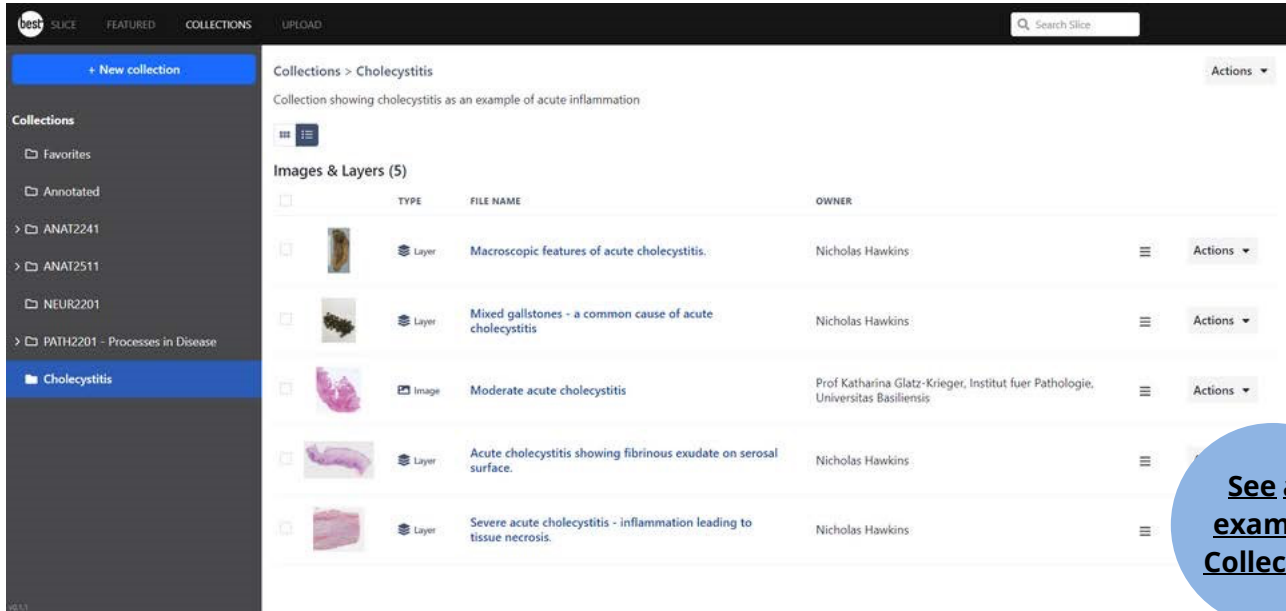 best SLICE FEATURED COLLECTIONS UPLOAD Search Slice
+ New collection
Collections
Favorites
Annotated
> ANAT2241
> ANAT2511
NEUR2201
> PATH2201 - Processes in Disease
Cholecystitis
Collections > Cholecystitis
Actions
Collection showing cholecystitis as an example of acute inflammation
Images & Layers (5)
TYPE FILE NAME OWNER
Layer Macroscopic features of acute cholecystitis. Nicholas Hawkins Actions
Layer Mixed gallstones - a common cause of acute
cholecystitis Nicholas Hawkins Actions
Image Moderate acute cholecystitis Prof Katharina Glatz-Krieger, Institut fuer Pathologie,
Universitas Basiliensis Actions
Layer Acute cholecystitis showing fibrinous exudate on serosal
surface. Nicholas Hawkins
Layer Severe acute cholecystitis - inflammation leading to
tissue necrosis. Nicholas Hawkins
See